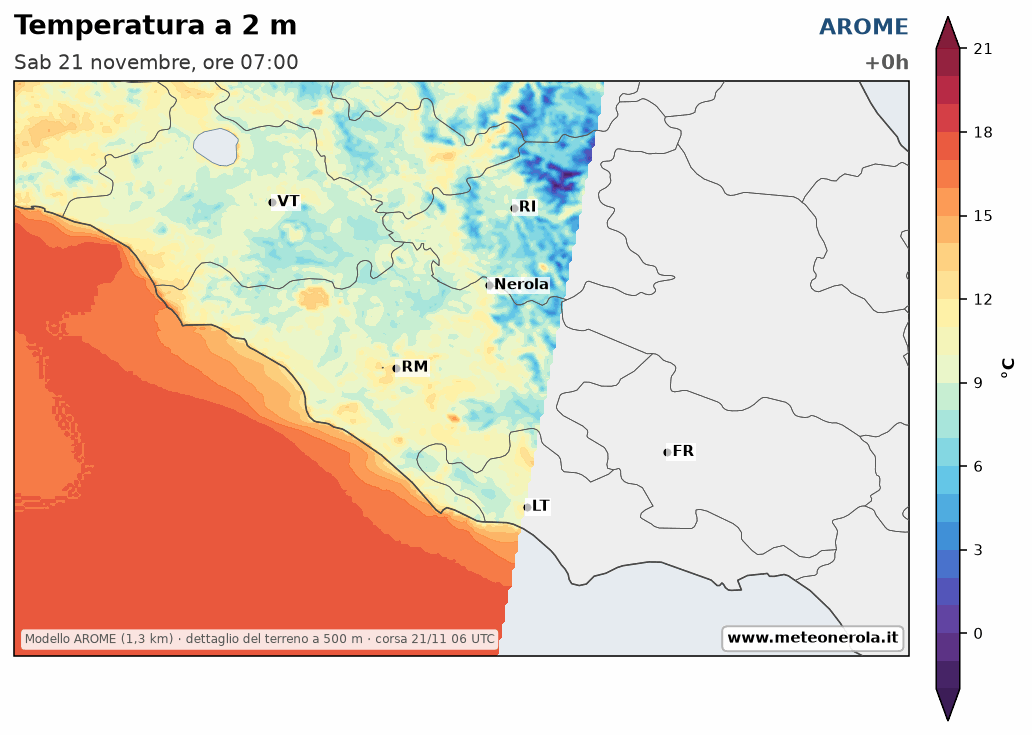 Temperatura a 2 m
AROME
Sab 21 novembre, ore 07:00
+0h
21
18
15
12
9
6
3
0
°C
VT
RI
Nerola
RM
FR
LT
Modello AROME (1,3 km) · dettaglio del terreno a 500 m · corsa 21/11 06 UTC
www.meteonerola.it